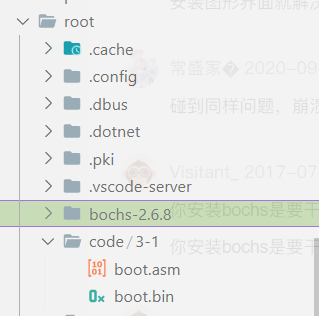 root
安装图形界面就解决
.cache
常盛家� 2020-09
.config
.dbus
碰到同样问题、崩溃
.dotnet
.pki
Visitant_ 2017-07
.vscode-server
bochs-2.6.8
你安装bochs是要干
code/3-1
你安装bochs是要干
boot.asm
boot.bin